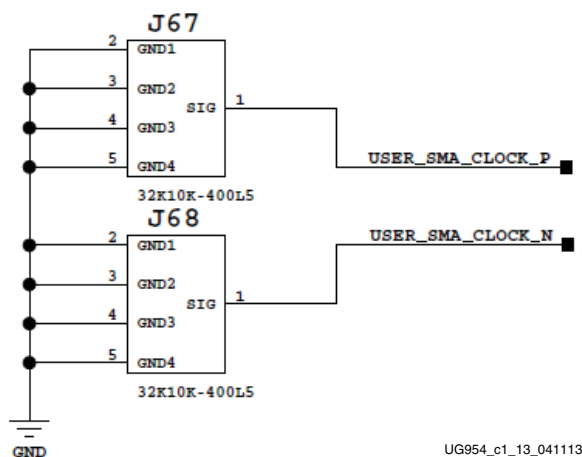 J67
2 GND1
3 GND2
SIG 1
4 GND3
5 GND4
USER_SMA_CLOCK_P
32K10K-400L5
J68
2 GND1
USER_SMA_CLOCK_N
3 GND2
SIG 1
4 GND3
5 GND4
32K10K-400L5
GND
UG954_c1_13_041113